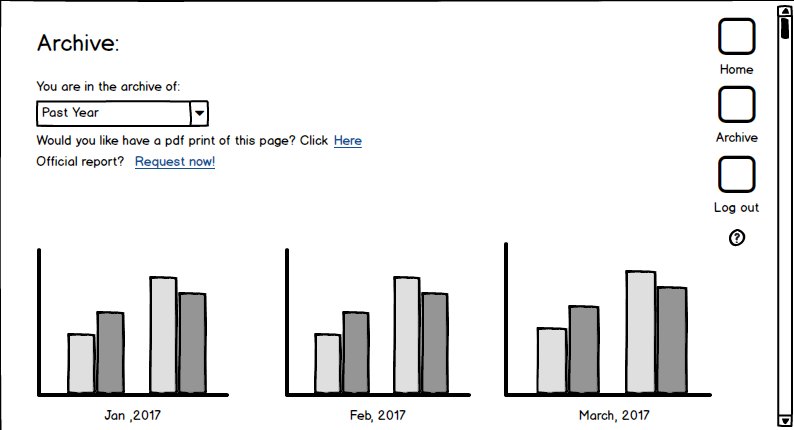 Archive:
You are in the archive of:
Past Year
Would you like have a pdf print of this page? Click Here
Official report? Request now!
Home
Archive
Log out
?
Jan ,2017
Feb, 2017
March, 2017